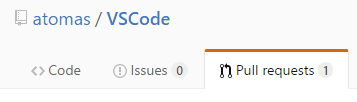 atomas / VSCode
Code Issues 0 Pull requests 1